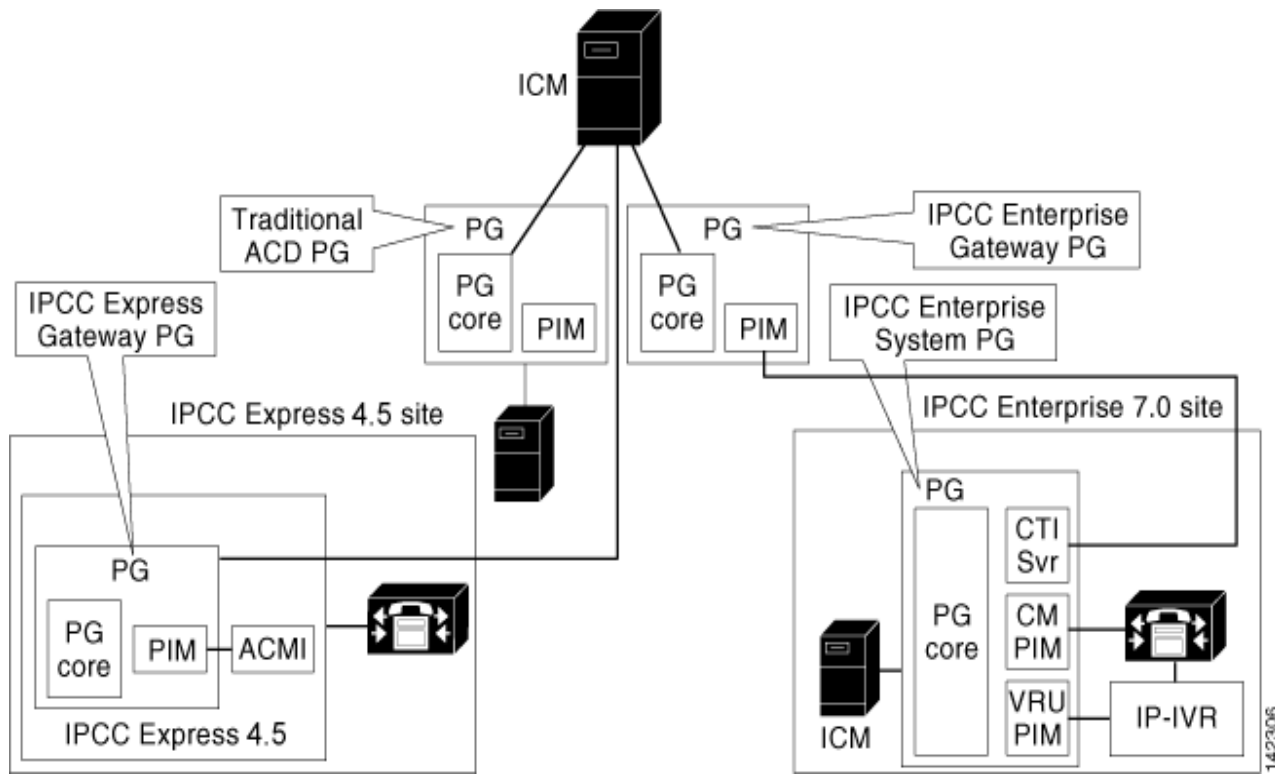 ICM
Traditional
ACD PG
PG
PG
core
PIM
PG
PG
core
PIM
IPCC Enterprise
Gateway PG
IPCC Express
Gateway PG
IPCC Enterprise
System PG
IPCC Express 4.5 site
IPCC Enterprise 7.0 site
PG
PG
core
PIM
ACMI
IPCC Express 4.5
PG
PG
core
CTI
Svr
CM
PIM
VRU
PIM
IP-IVR
ICM
142306